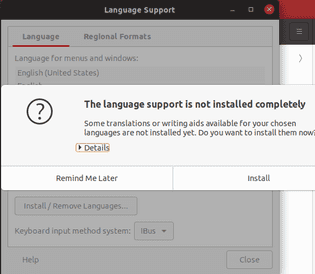 Language Support
Language
Regional Formats
Language for menus and windows:
English (United States)
English
The language support is not installed completely
Some translations or writing aids available for your chosen
languages are not installed yet. Do you want to install them now?
Details
Remind Me Later
Install
Install / Remove Languages...
Keyboard input method system:
IBus
Help
Close